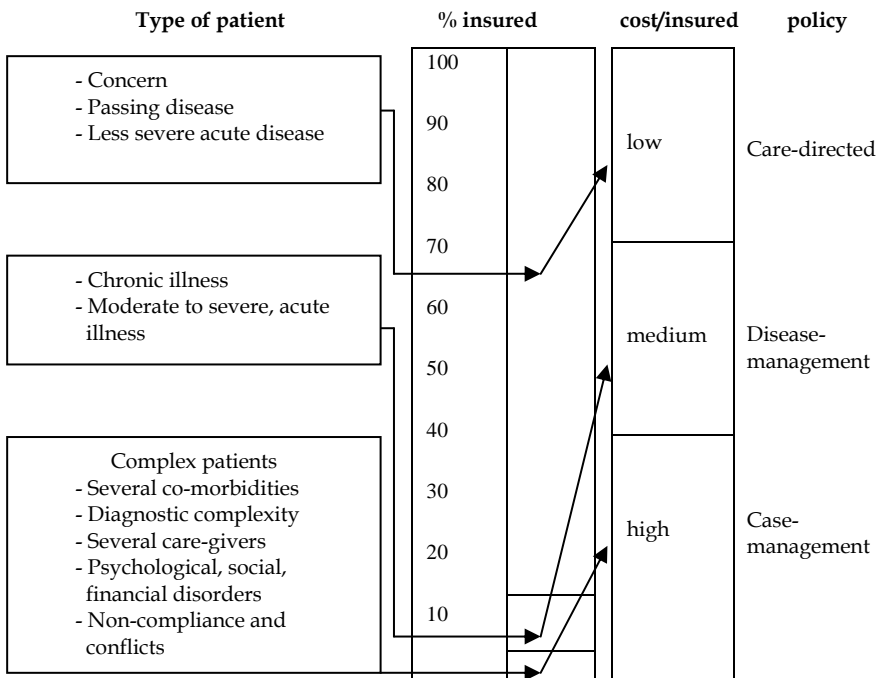 Type of patient % insured cost/insured policy
- Concern
- Passing disease
- Less severe acute disease
- Chronic illness
- Moderate to severe, acute
illness
Complex patients
- Several co-morbidities
- Diagnostic complexity
- Several care-givers
- Psychological, social,
financial disorders
- Non-compliance and
conflicts
100
90
80
70
60
50
40
30
20
10
low
medium
high
Care-directed
Disease-
management
Case-
management